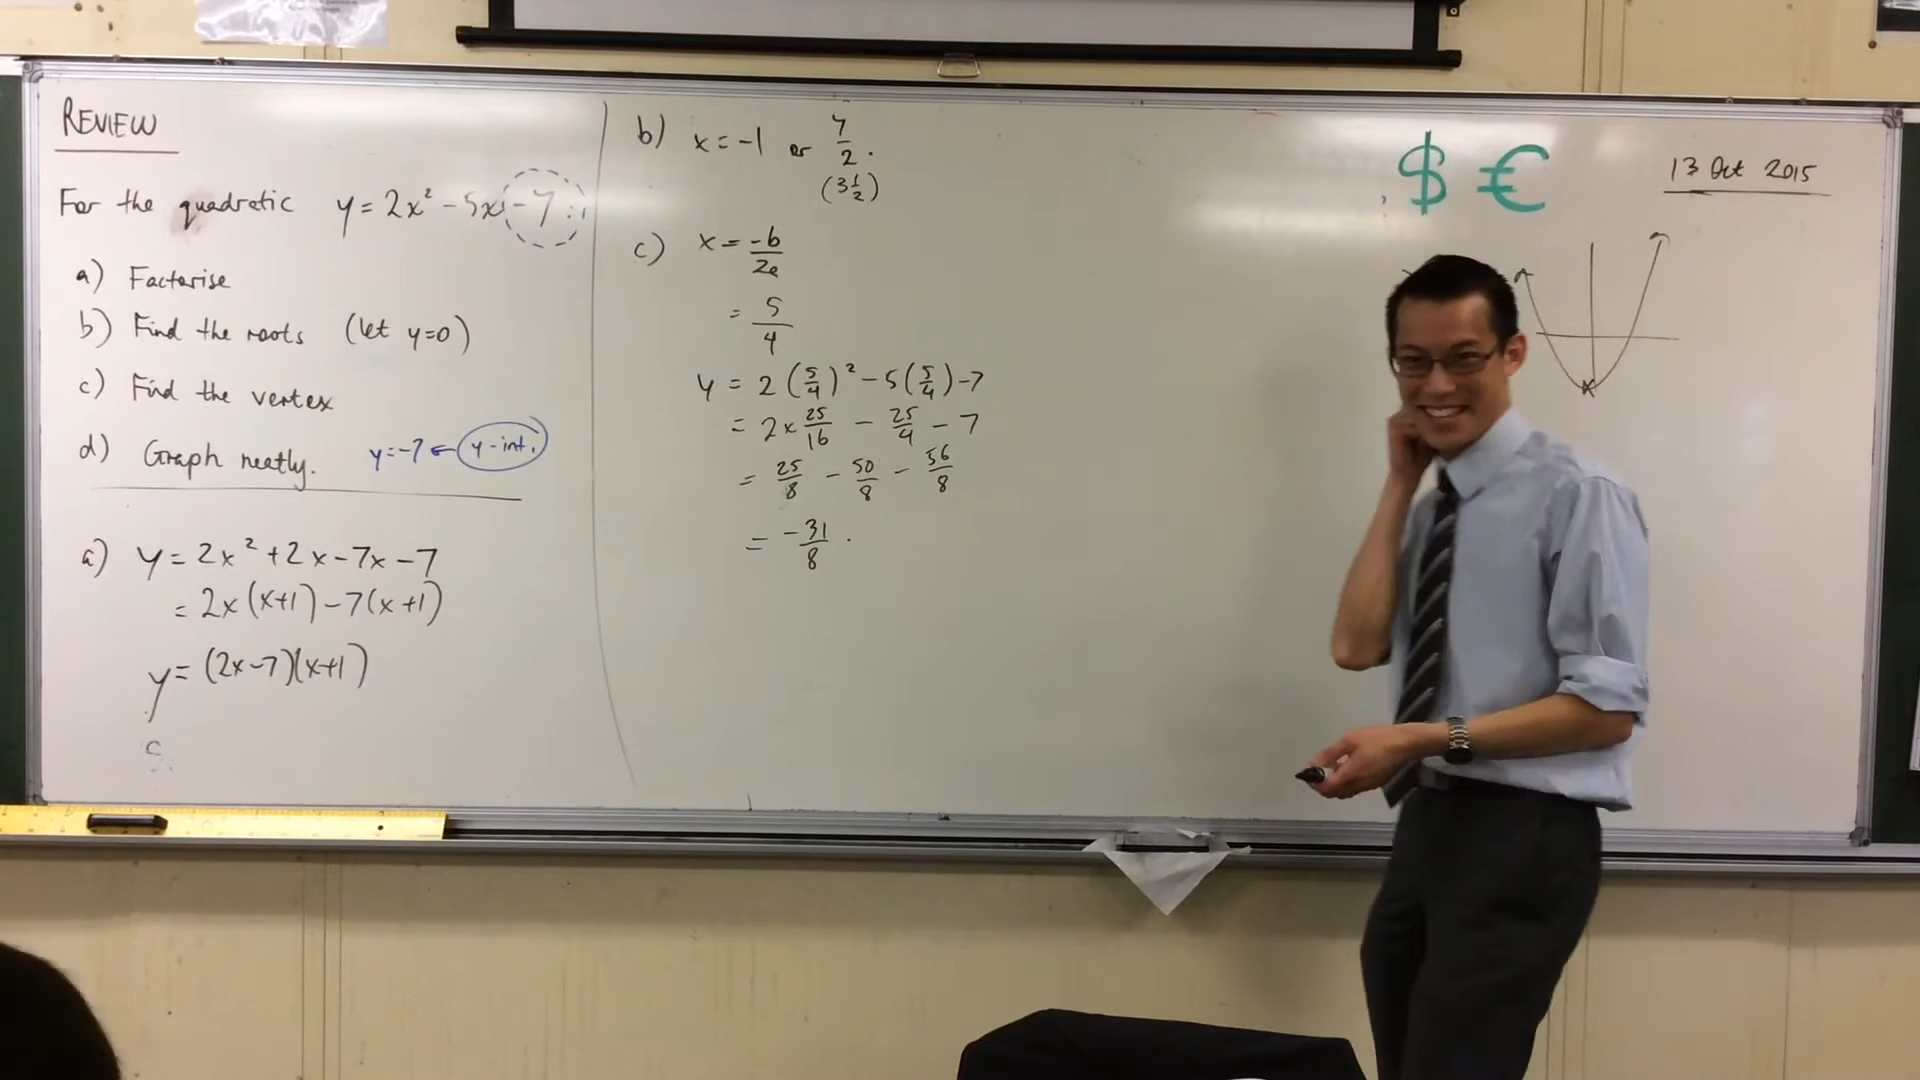 REVIEW
For the quadratic y = 2x² - 5x - 7.
a) Factorise
b) Find the roots (let y=0)
c) Find the vertex
d) Graph neatly. y=-7 ← y-int.
a) y = 2x² + 2x - 7x - 7
= 2x(x+1) - 7(x+1)
y = (2x-7)(x+1)
b) x = -1 or 7/2.
(3 1/2)
c) x = -b/2a
= 5/4
y = 2(5/4)² - 5(5/4) - 7
= 2 × 25/16 - 25/4 - 7
= 25/8 - 50/8 - 56/8
= -31/8.
$ €
13 Oct 2015